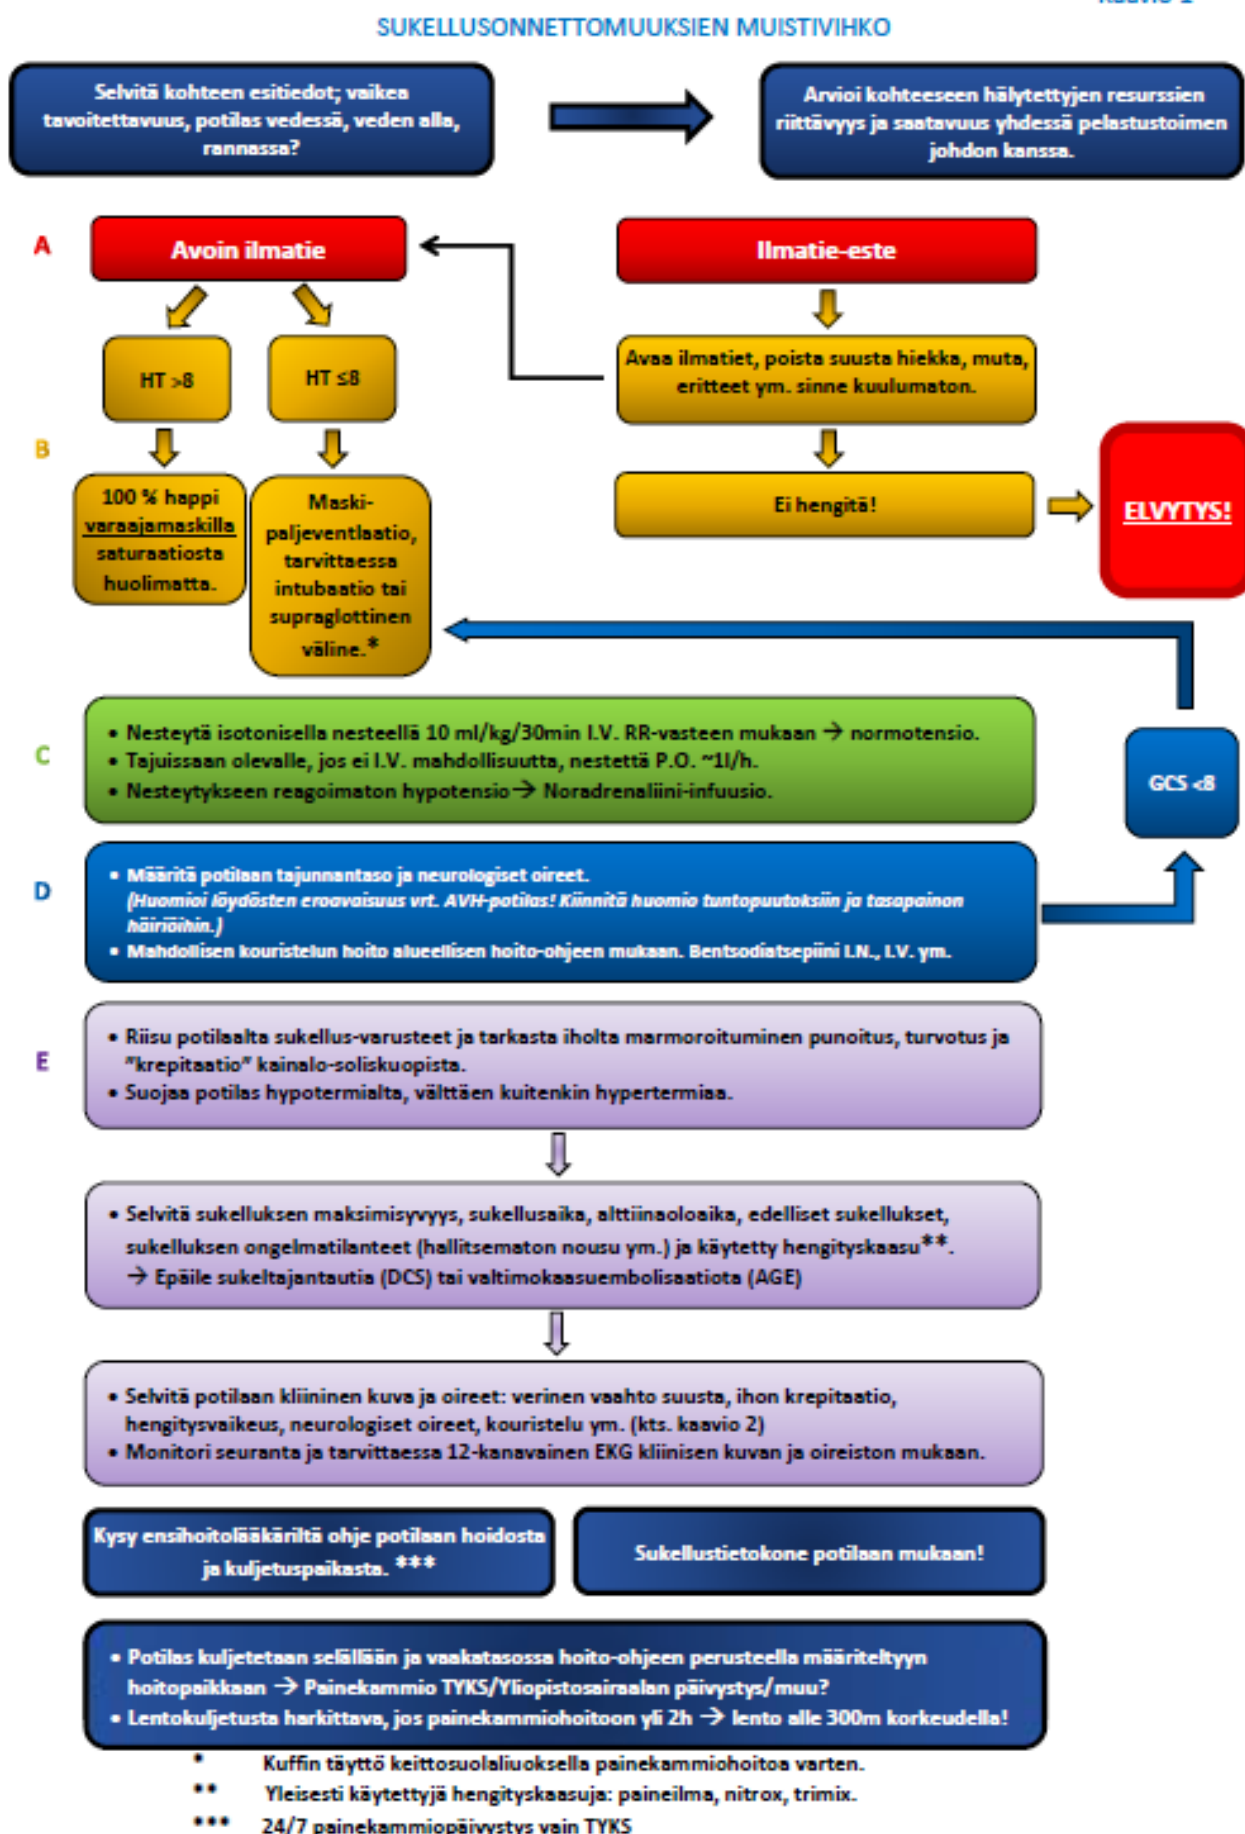 SUKELLUSONNETTOMUUKSIEN MUISTIVIHKO
Selvitä kohteen esitiedot; vaikea
tavoitettavuus, potilas vedessä, veden alla,
rannassa?
Arvioi kohteeseen hälytettyjen resurssien
riittävyys ja saatavuus yhdessä pelastustoimen
johdon kanssa.
A
Avoin ilmatie
Ilmatie-este
HT >8
HT ≤8
Avaa ilmatiet, poista suusta hiekka, muta,
eritteet ym. sinne kuulumaton.
B
100 % happi
varaajamaskilla
saturaatiosta
huolimatta.
Maski-
paljeventlaatio,
tarvittaessa
intubaatio tai
supraglottinen
väline.*
Ei hengitä!
ELVYTYS!
C
• Nesteytä isotonisella nesteellä 10 ml/kg/30min I.V. RR-vasteen mukaan → normotensio.
• Tajuissaan olevalle, jos ei I.V. mahdollisuutta, nestettä P.O. ~1l/h.
• Nesteytykseen reagoimaton hypotensio → Noradrenaliini-infuusio.
GCS <8
D
• Määritä potilaan tajunnantaso ja neurologiset oireet.
(Huomioi löydösten eroavaisuus vrt. AVH-potilas! Kiinnitä huomio tuntopuutoksiin ja tasapainon
häiriöihin.)
• Mahdollisen kouristelun hoito alueellisen hoito-ohjeen mukaan. Bentsodiatsepiini I.N., I.V. ym.
E
• Riisu potilaalta sukellus-varusteet ja tarkasta iholta marmoroituminen punoitus, turvotus ja
"krepitaatio" kainalo-soliskuopista.
• Suojaa potilas hypotermialta, välttäen kuitenkin hypertermiaa.
• Selvitä sukelluksen maksimisyvyys, sukellusaika, alttiinaoloaika, edelliset sukellukset,
sukelluksen ongelmatilanteet (hallitsematon nousu ym.) ja käytetty hengityskaasu**.
→ Epäile sukeltajantautia (DCS) tai valtimokaasuembolisaatiota (AGE)
• Selvitä potilaan kliininen kuva ja oireet: verinen vaahto suusta, ihon krepitaatio,
hengitysvaikeus, neurologiset oireet, kouristelu ym. (kts. kaavio 2)
• Monitori seuranta ja tarvittaessa 12-kanavainen EKG kliinisen kuvan ja oireiston mukaan.
Kysy ensihoitolääkäriltä ohje potilaan hoidosta
ja kuljetuspaikasta. ***
Sukellustietokone potilaan mukaan!
• Potilas kuljetetaan selällään ja vaakatasossa hoito-ohjeen perusteella määriteltyyn
hoitopaikkaan → Painekammio TYKS/Yliopistosairaalan päivystys/muu?
• Lentokuljetusta harkittava, jos painekammiohoitoon yli 2h → lento alle 300m korkeudella!
* Kuffin täyttö keittosuolaliuoksella painekammiohoitoa varten.
** Yleisesti käytettyjä hengityskaasuja: paineilma, nitrox, trimix.
*** 24/7 painekammiopäivystys vain TYKS